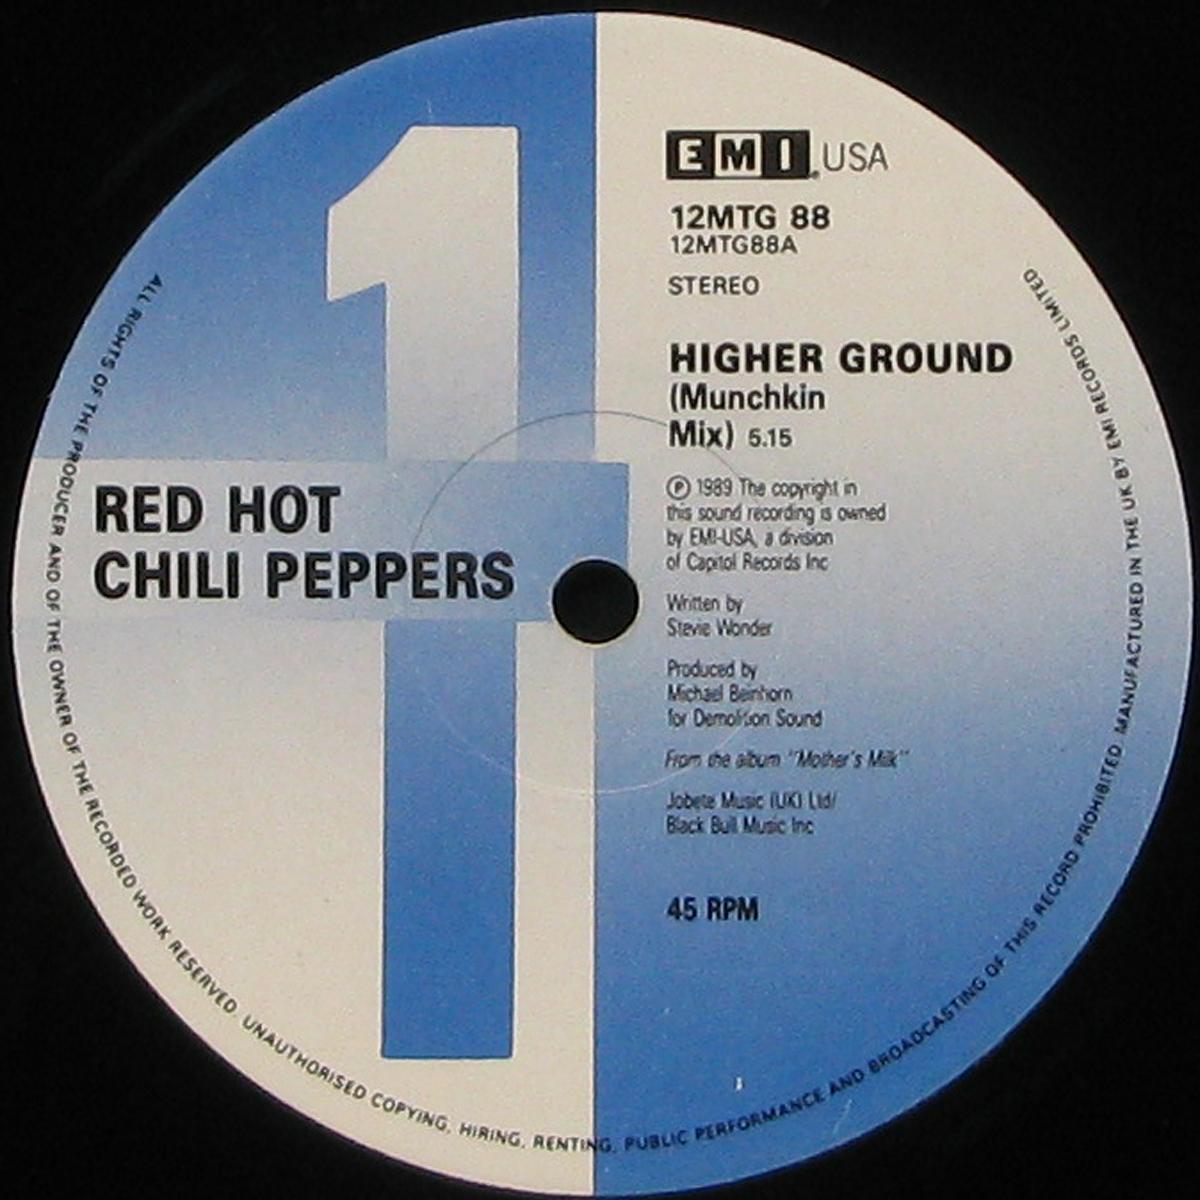 1
RED HOT
CHILI PEPPERS
EMI USA
12MTG 88
12MTG88A
STEREO
HIGHER GROUND
(Munchkin
Mix) 5.15
℗ 1989 The copyright in
this sound recording is owned
by EMI-USA, a division
of Capitol Records Inc
Written by
Stevie Wonder
Produced by
Michael Beinhorn
for Demolition Sound
From the album "Mother's Milk"
Jobete Music (UK) Ltd/
Black Bull Music Inc
45 RPM
ALL RIGHTS OF THE PRODUCER AND OF THE OWNER OF THE RECORDED WORK RESERVED. UNAUTHORISED COPYING, HIRING, RENTING, PUBLIC PERFORMANCE AND BROADCASTING OF THIS RECORD PROHIBITED. MANUFACTURED IN THE UK BY EMI RECORDS LIMITED.